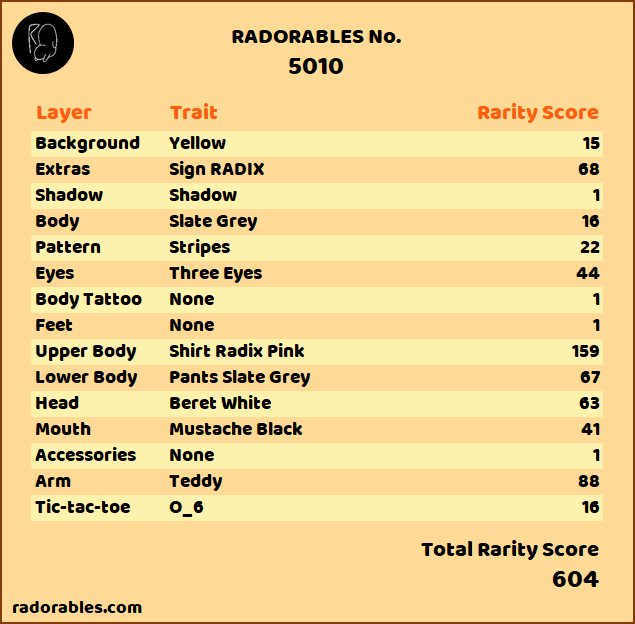 RADORABLES No.
5010
Layer Trait Rarity Score
Background Yellow 15
Extras Sign RADIX 68
Shadow Shadow 1
Body Slate Grey 16
Pattern Stripes 22
Eyes Three Eyes 44
Body Tattoo None 1
Feet None 1
Upper Body Shirt Radix Pink 159
Lower Body Pants Slate Grey 67
Head Beret White 63
Mouth Mustache Black 41
Accessories None 1
Arm Teddy 88
Tic-tac-toe O_6 16
Total Rarity Score
604
radorables.com